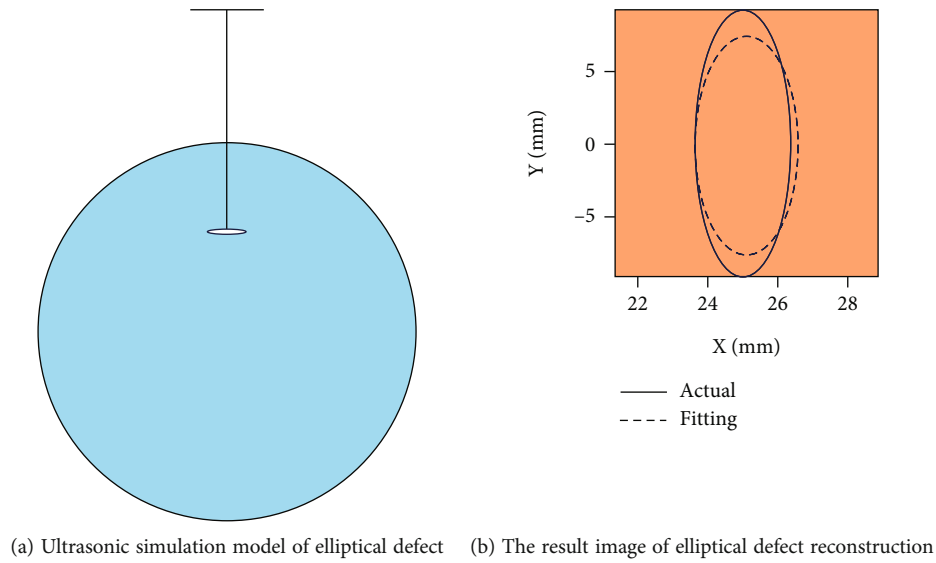 5
0
–5
Y (mm)
22 24 26 28
X (mm)
Actual
Fitting
(a) Ultrasonic simulation model of elliptical defect
(b) The result image of elliptical defect reconstruction